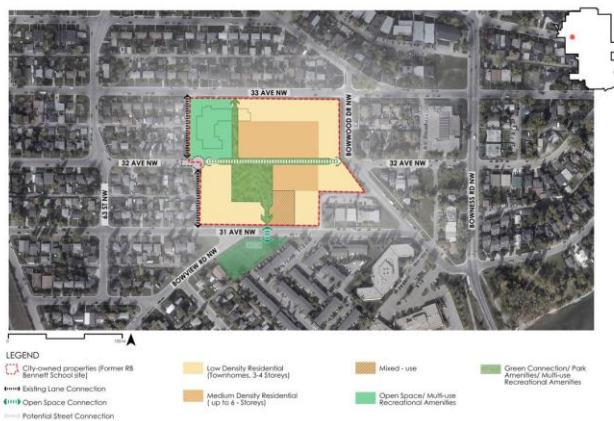 33 AVE NW
BOWWOOD DR NW
32 AVE NW
32 AVE NW
63 ST NW
BOWNESS RD NW
31 AVE NW
BOWVIEW RD NW
0
LEGEND
City-owned properties (Former RB
Bennett School site)
Existing Lane Connection
Open Space Connection
Potential Street Connection
Low Density Residential
(Townhomes, 3-4 Storeys)
Medium Density Residential
( up to 6 - Storeys)
Mixed - use
Open Space/ Multi-use
Recreational Amenities
Green Connection/ Park
Amenities/ Multi-use
Recreational Amenities